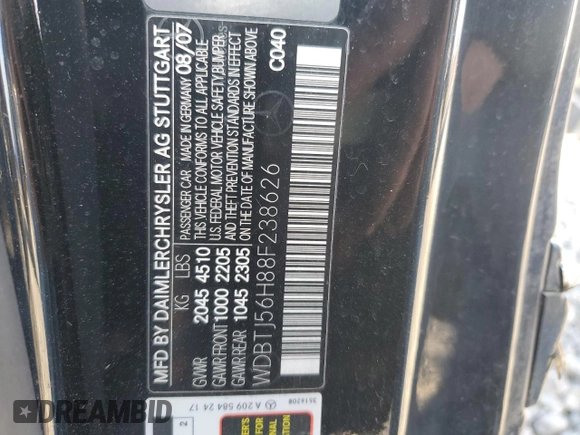 MFD BY DAIMLERCHRYSLER AG STUTTGART
PASSENGER CAR MADE IN GERMANY 08/07
KG LBS THIS VEHICLE CONFORMS TO ALL APPLICABLE
GVWR 2045 4510 U.S. FEDERAL MOTOR VEHICLE SAFETY, BUMPER
GAWR FRONT 1000 2205 AND THEFT PREVENTION STANDARDS IN EFFECT
GAWR REAR 1045 2305 ON THE DATE OF MANUFACTURE SHOWN ABOVE. C040
WDBTJ56H88F238626
A 209 584 24 17
DREAMBID